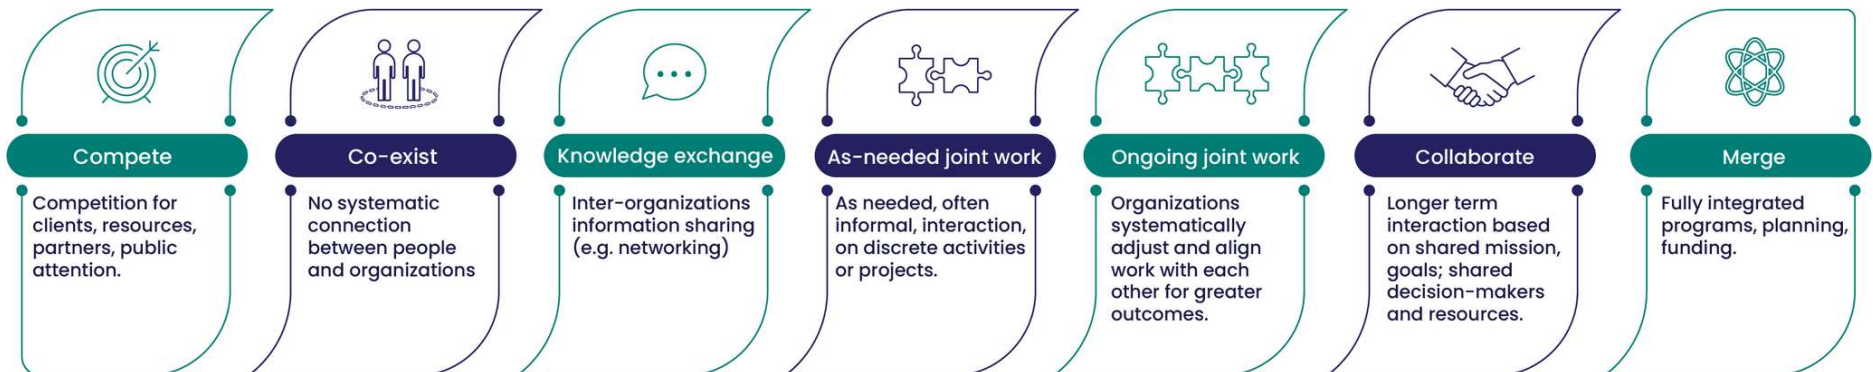 Compete
Competition for
clients, resources,
partners, public
attention.
Co-exist
No systematic
connection
between people
and organizations
Knowledge exchange
Inter-organizations
information sharing
(e.g. networking)
As-needed joint work
As needed, often
informal, interaction,
on discrete activities
or projects.
Ongoing joint work
Organizations
systematically
adjust and align
work with each
other for greater
outcomes.
Collaborate
Longer term
interaction based
on shared mission,
goals; shared
decision-makers
and resources.
Merge
Fully integrated
programs, planning,
funding.